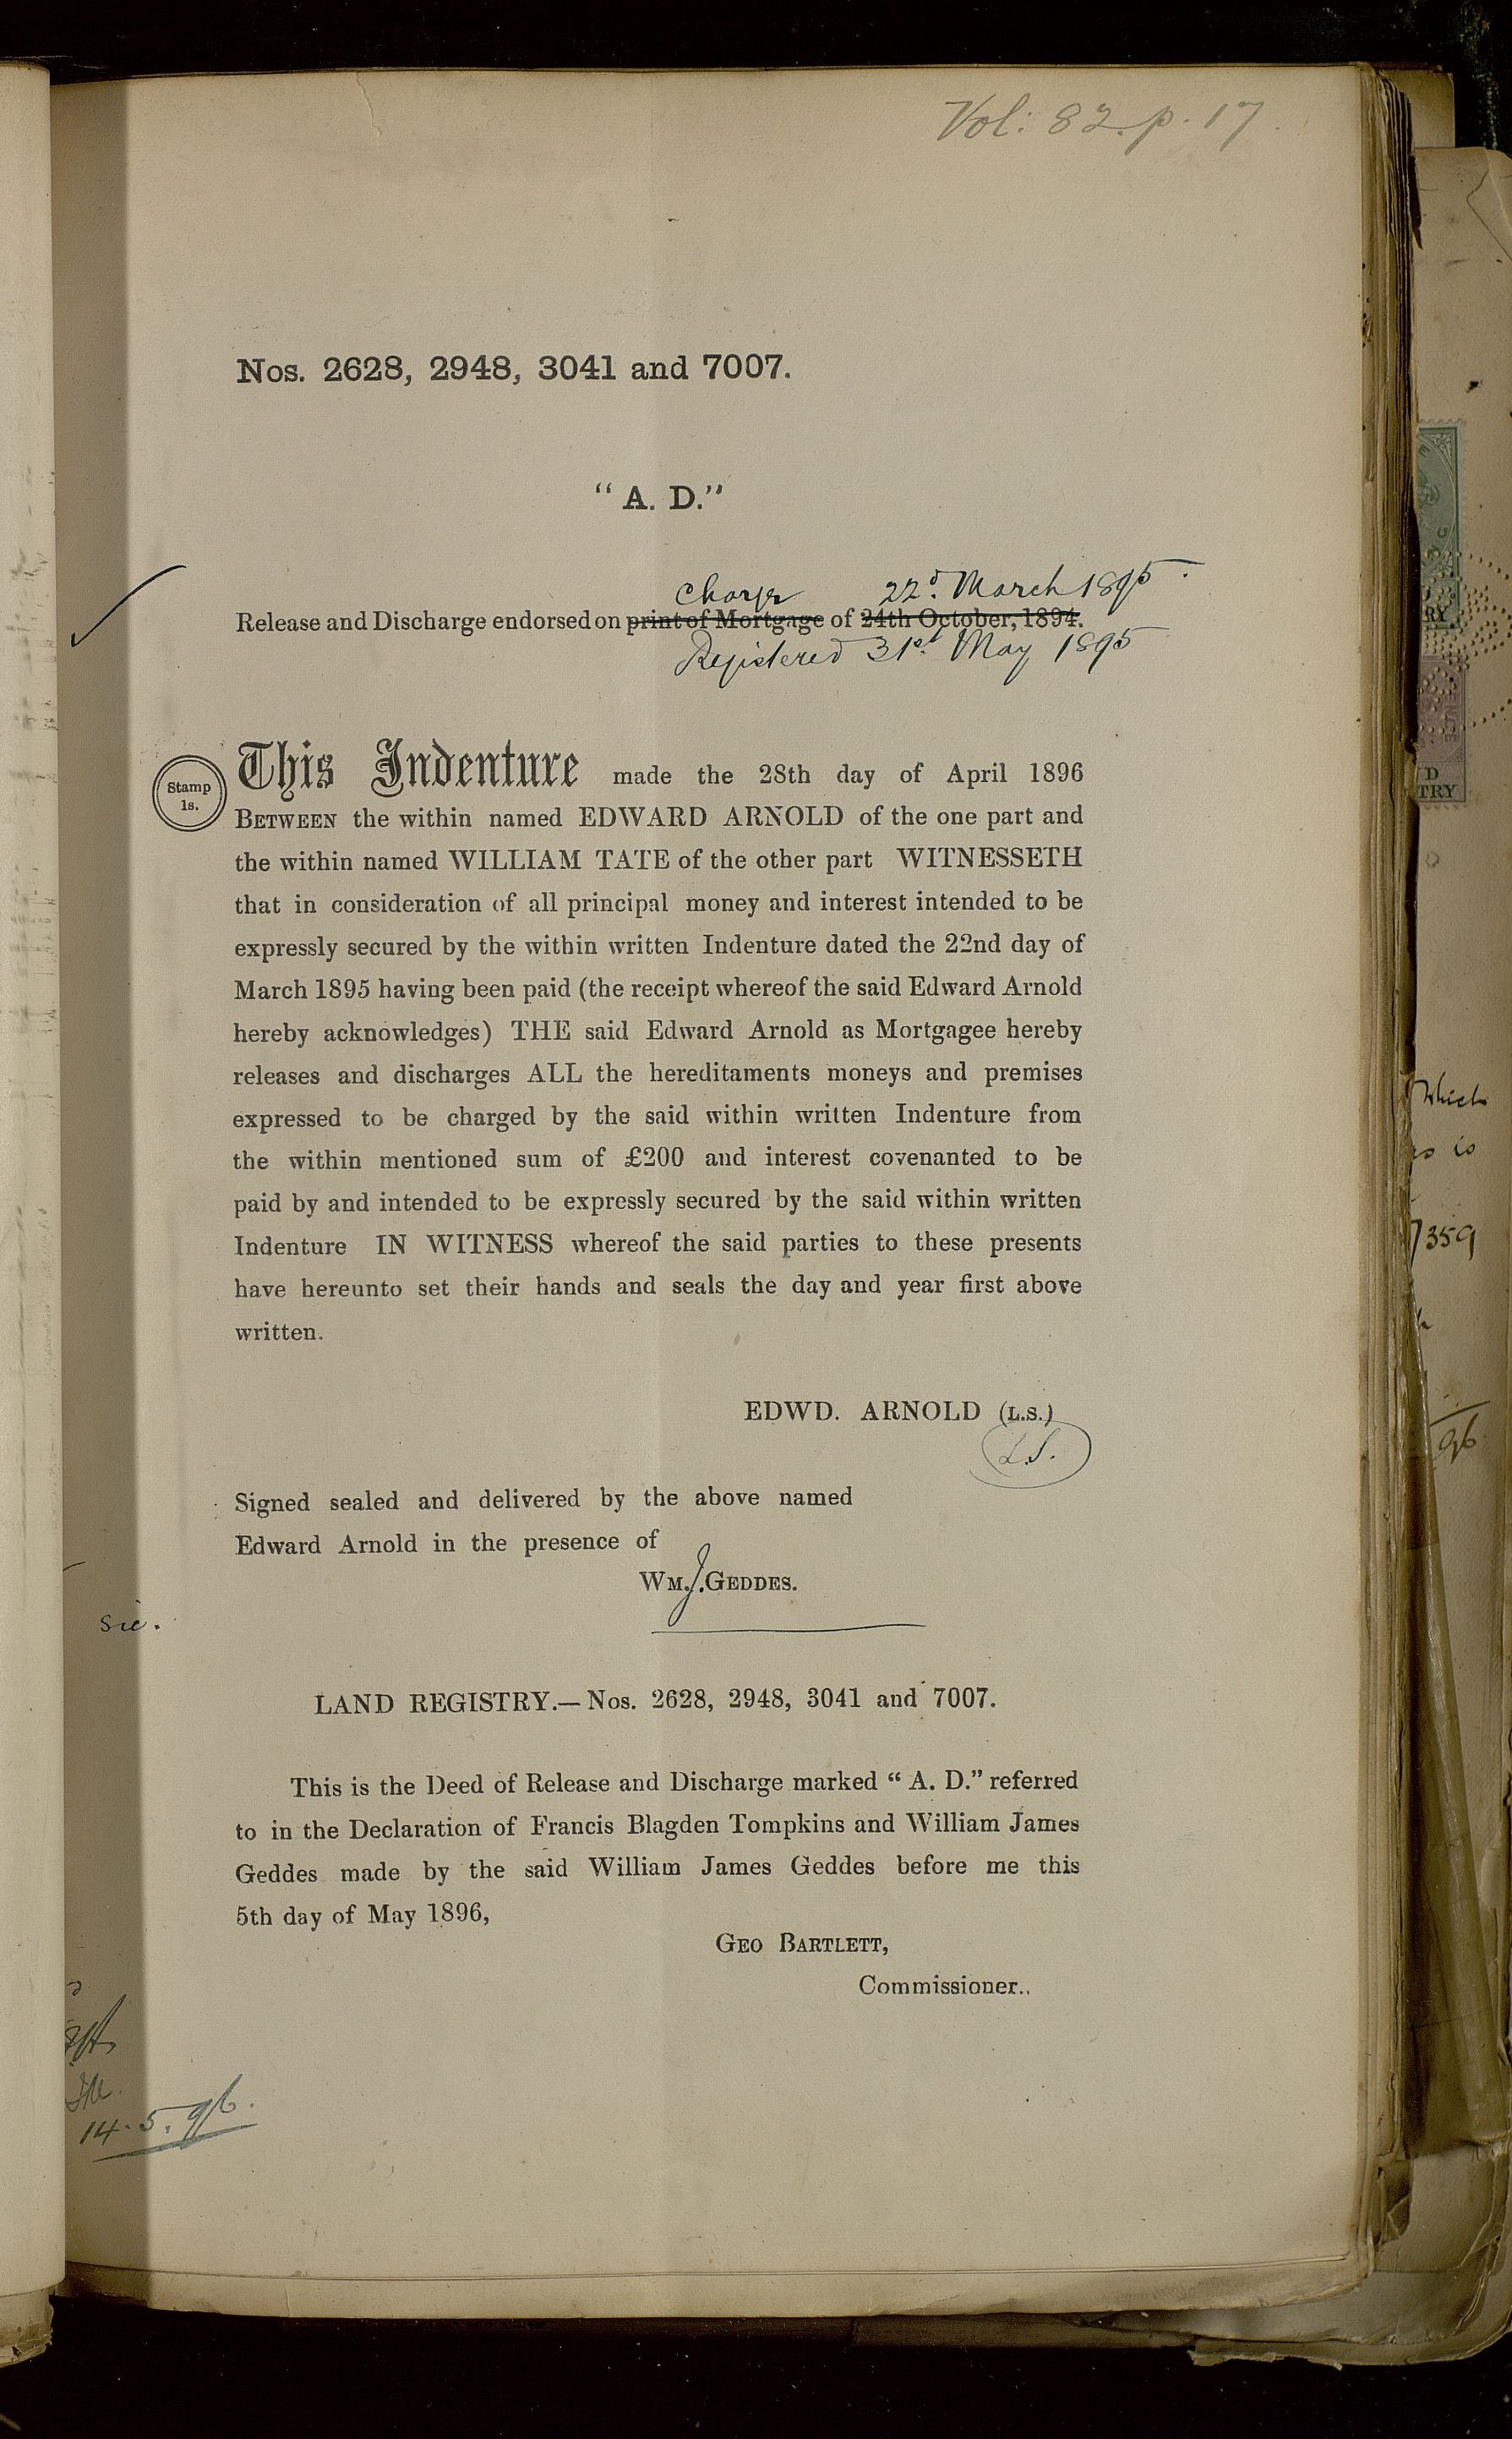 Vol: 82. p. 17.
Nos. 2628, 2948, 3041 and 7007.
“A. D.”
Charge 22d. March 1895.
Release and Discharge endorsed on print of Mortgage of 24th October, 1894.
Registered 31st May 1895
Stamp
1s.
This Indenture made the 28th day of April 1896
BETWEEN the within named EDWARD ARNOLD of the one part and
the within named WILLIAM TATE of the other part WITNESSETH
that in consideration of all principal money and interest intended to be
expressly secured by the within written Indenture dated the 22nd day of
March 1895 having been paid (the receipt whereof the said Edward Arnold
hereby acknowledges) THE said Edward Arnold as Mortgagee hereby
releases and discharges ALL the hereditaments moneys and premises
expressed to be charged by the said within written Indenture from
the within mentioned sum of £200 and interest covenanted to be
paid by and intended to be expressly secured by the said within written
Indenture IN WITNESS whereof the said parties to these presents
have hereunto set their hands and seals the day and year first above
written.
EDWD. ARNOLD (L.S.)
L.S.
Signed sealed and delivered by the above named
Edward Arnold in the presence of
WM. J. GEDDES.
sic.
LAND REGISTRY.—Nos. 2628, 2948, 3041 and 7007.
This is the Deed of Release and Discharge marked “A. D.” referred
to in the Declaration of Francis Blagden Tompkins and William James
Geddes made by the said William James Geddes before me this
5th day of May 1896,
GEO BARTLETT,
Commissioner..
14. 5. 96.
which
is
7359
96
RY
D
TRY